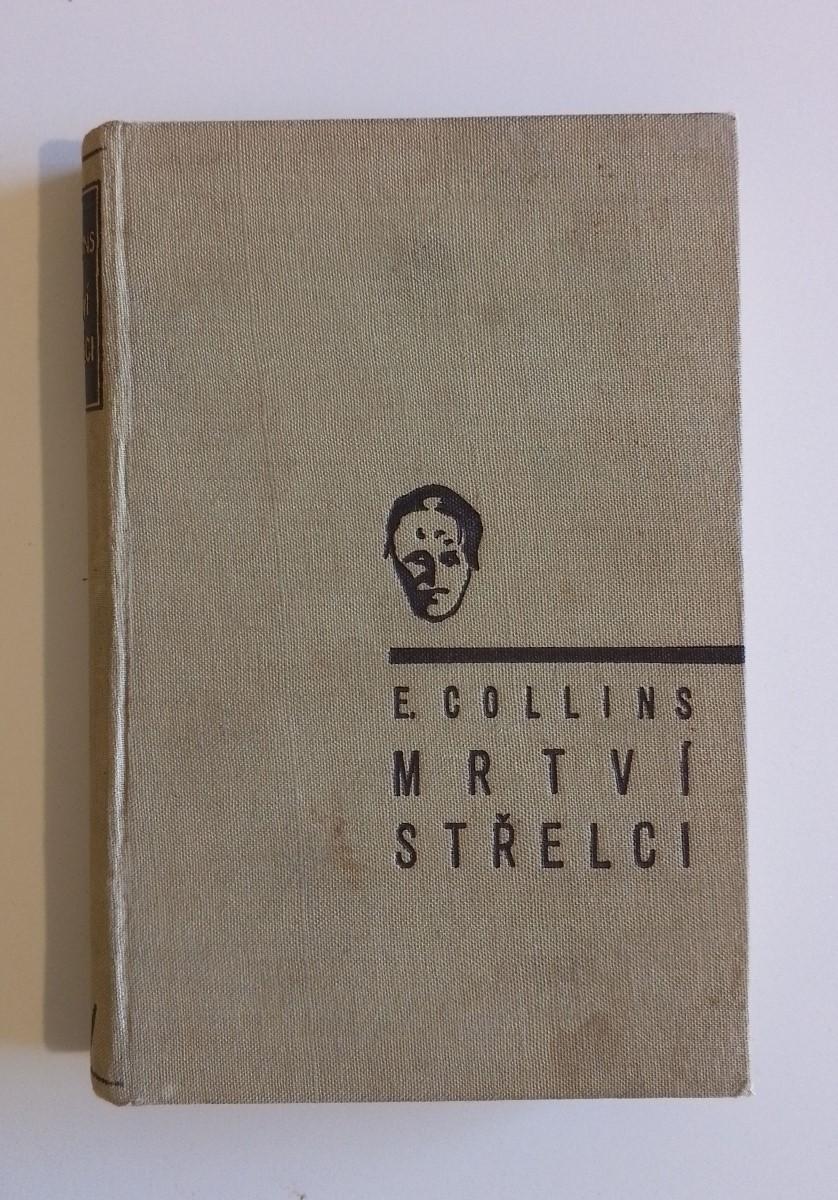 E. COLLINS
MRTVÍ
STŘELCI